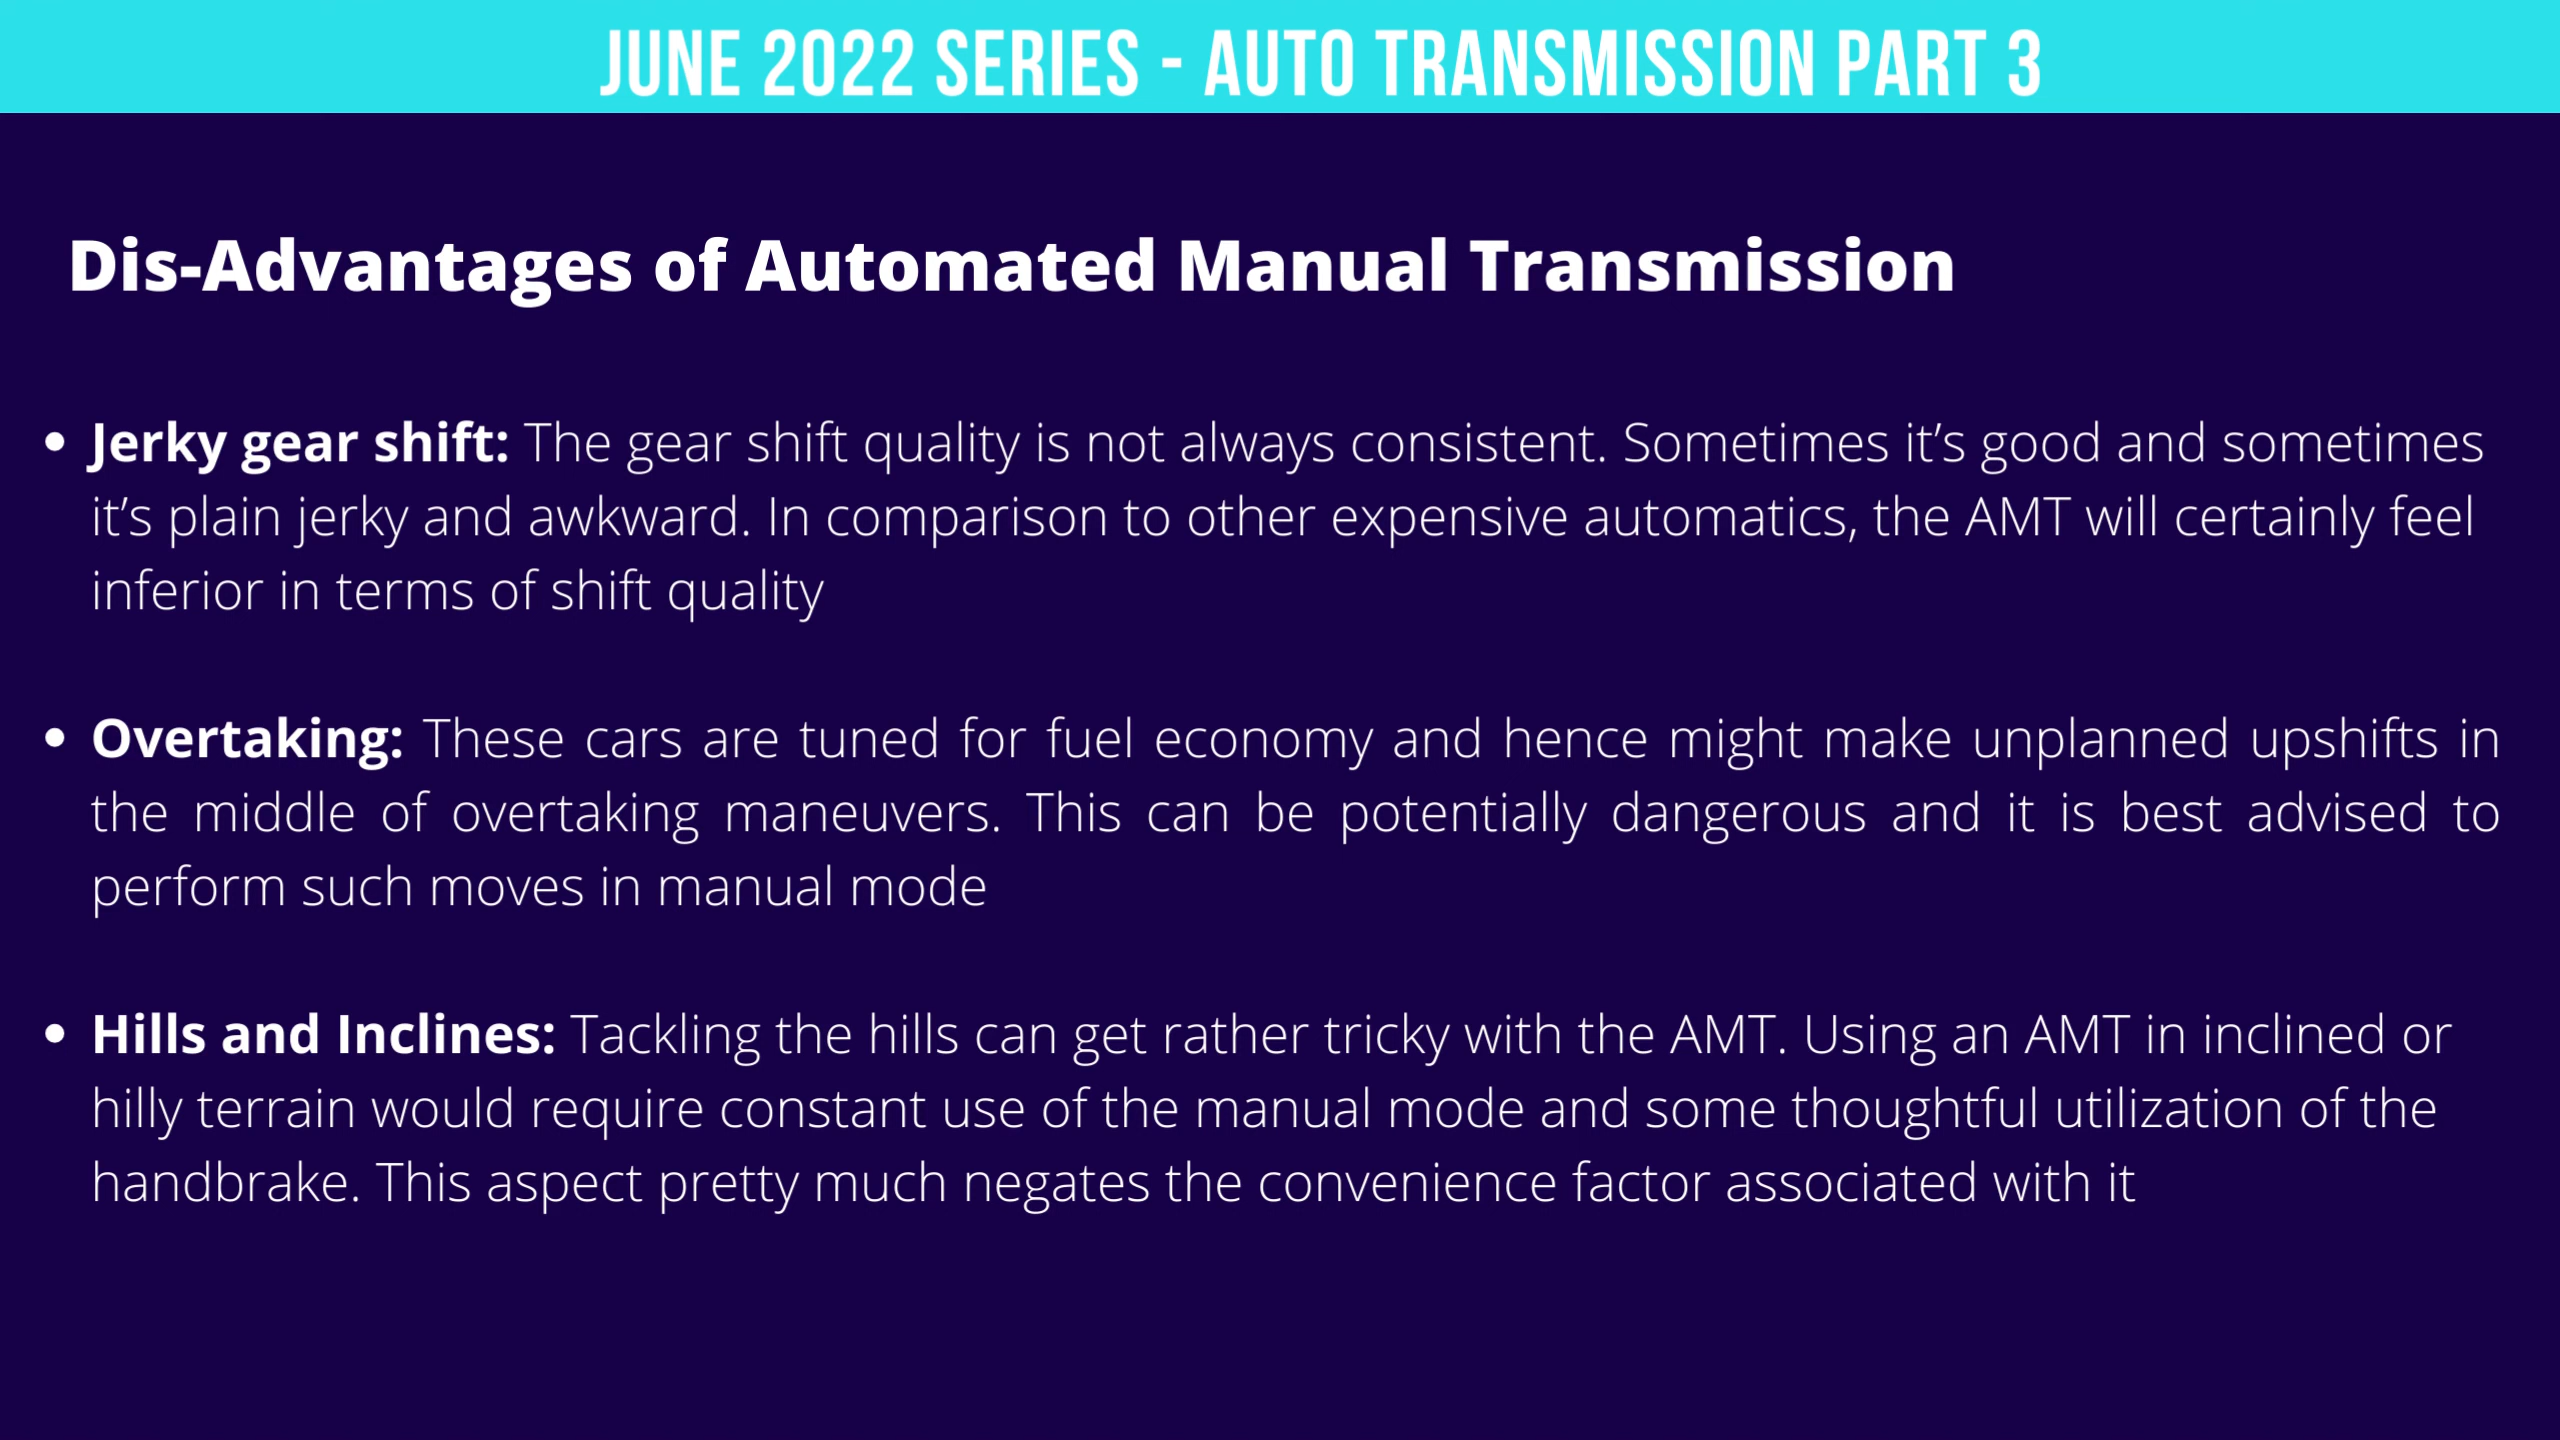 JUNE 2022 SERIES - AUTO TRANSMISSION PART 3
Dis-Advantages of Automated Manual Transmission
• Jerky gear shift: The gear shift quality is not always consistent. Sometimes it’s good and sometimes
it’s plain jerky and awkward. In comparison to other expensive automatics, the AMT will certainly feel
inferior in terms of shift quality
• Overtaking: These cars are tuned for fuel economy and hence might make unplanned upshifts in
the middle of overtaking maneuvers. This can be potentially dangerous and it is best advised to
perform such moves in manual mode
• Hills and Inclines: Tackling the hills can get rather tricky with the AMT. Using an AMT in inclined or
hilly terrain would require constant use of the manual mode and some thoughtful utilization of the
handbrake. This aspect pretty much negates the convenience factor associated with it